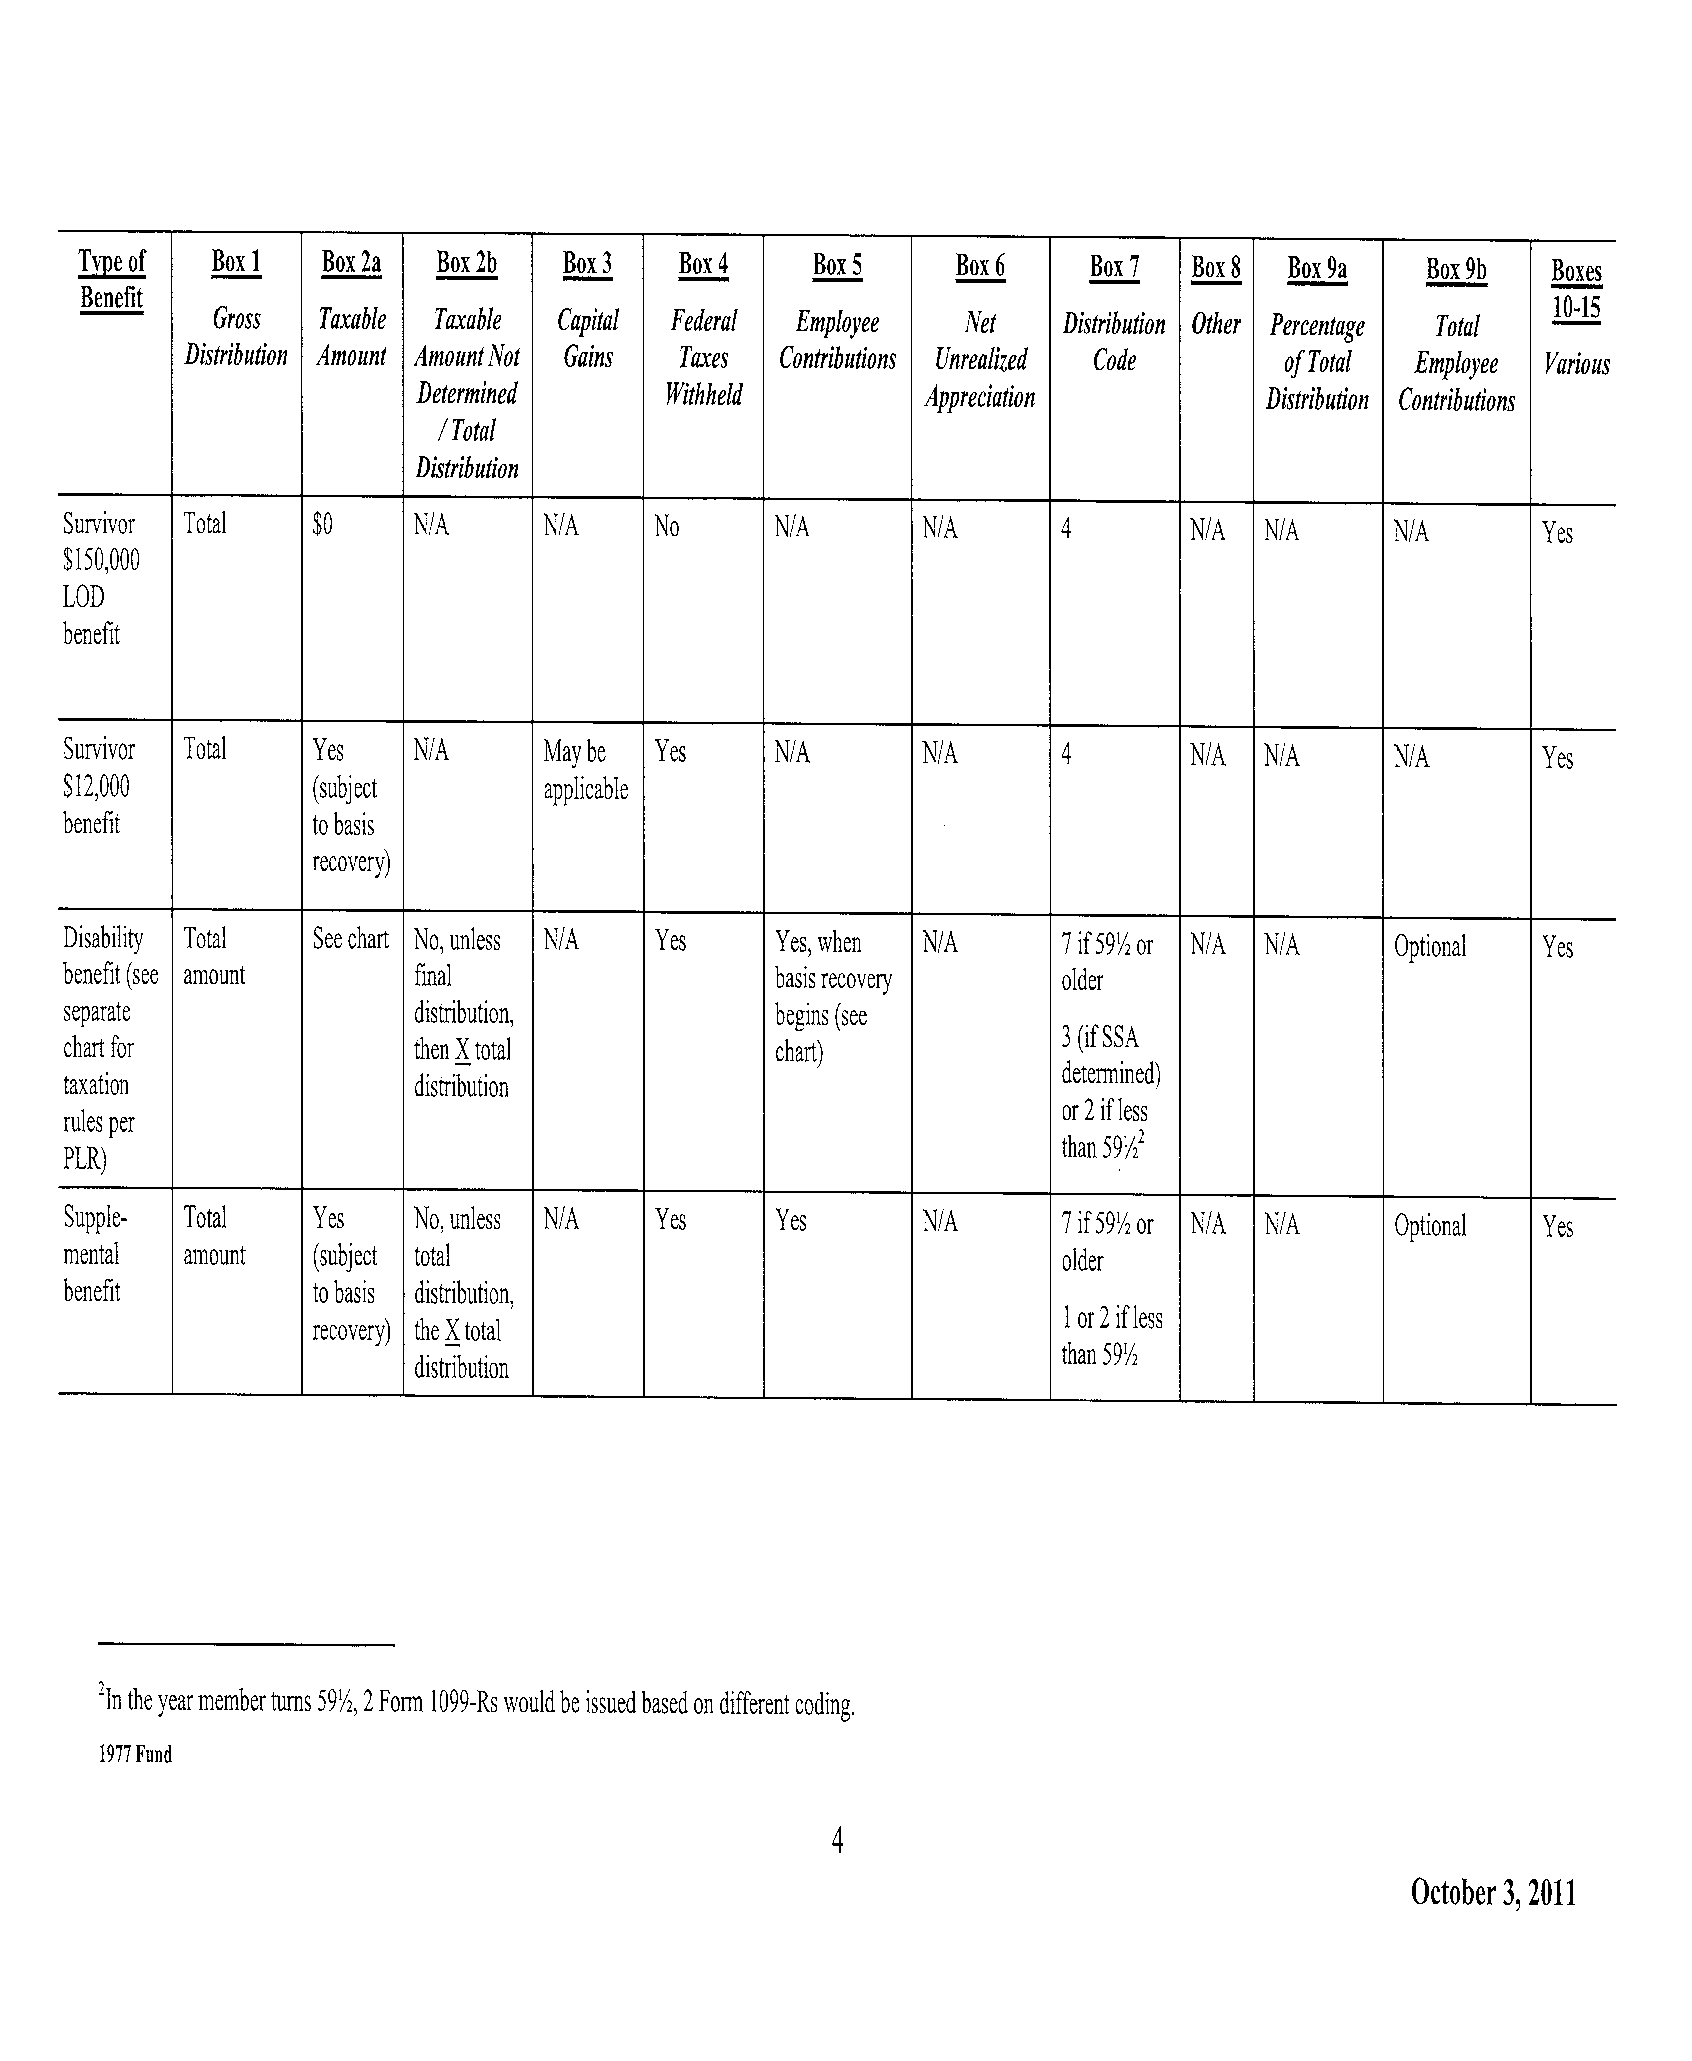 Type of Benefit | Box 1 Gross Distribution | Box 2a Taxable Amount | Box 2b Taxable Amount Not Determined / Total Distribution | Box 3 Capital Gains | Box 4 Federal Taxes Withheld | Box 5 Employee Contributions | Box 6 Net Unrealized Appreciation | Box 7 Distribution Code | Box 8 Other | Box 9a Percentage of Total Distribution | Box 9b Total Employee Contributions | Boxes 10-15 Various
Survivor $150,000 LOD benefit | Total | $0 | N/A | N/A | No | N/A | N/A | 4 | N/A | N/A | N/A | Yes
Survivor $12,000 benefit | Total | Yes (subject to basis recovery) | N/A | May be applicable | Yes | N/A | N/A | 4 | N/A | N/A | N/A | Yes
Disability benefit (see separate chart for taxation rules per PLR) | Total amount | See chart | No, unless final distribution, then X total distribution | N/A | Yes | Yes, when basis recovery begins (see chart) | N/A | 7 if 59½ or older 3 (if SSA determined) or 2 if less than 59½² | N/A | N/A | Optional | Yes
Supple-mental benefit | Total amount | Yes (subject to basis recovery) | No, unless total distribution, the X total distribution | N/A | Yes | Yes | N/A | 7 if 59½ or older 1 or 2 if less than 59½ | N/A | N/A | Optional | Yes
²In the year member turns 59½, 2 Form 1099-Rs would be issued based on different coding.
1977 Fund
4
October 3, 2011